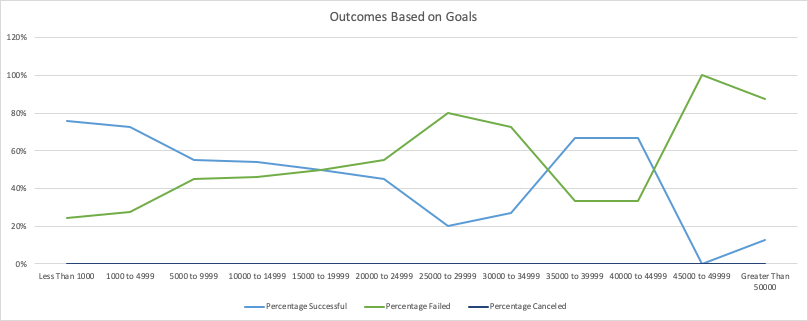 Outcomes Based on Goals
120%
100%
80%
60%
40%
20%
0%
Less Than 1000 1000 to 4999 5000 to 9999 10000 to 14999 15000 to 19999 20000 to 24999 25000 to 29999 30000 to 34999 35000 to 39999 40000 to 44999 45000 to 49999 Greater Than
50000
Percentage Successful Percentage Failed Percentage Canceled